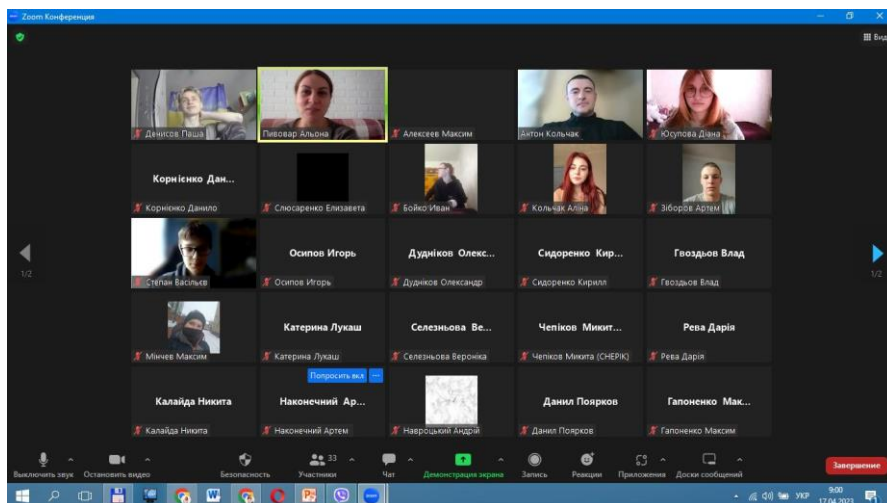 Zoom Конференция
Вид
Денисов Паша
Пивовар Альона
Алексеев Максим
Антон Кольчак
Юсупова Діана
Корнієнко Дан...
Корнієнко Данило
Слюсаренко Елизавета
Бойко Иван
Кольчак Аліна
Зіборов Артем
Степан Васільєв
Осипов Игорь
Осипов Игорь
Дудніков Олекс...
Дудніков Олександр
Сидоренко Кир...
Сидоренко Кирилл
Гвоздьов Влад
Гвоздьов Влад
1/2
1/2
Мінчев Максим
Катерина Лукаш
Катерина Лукаш
Селезньова Ве...
Селезньова Вероніка
Чепіков Микит...
Чепіков Микита (CHEPIK)
Рева Дарія
Рева Дарія
Калайда Никита
Калайда Никита
Попросить вкл
Наконечний Ар...
Наконечний Артем
Навроцький Андрій
Данил Поярков
Данил Поярков
Гапоненко Мак...
Гапоненко Максим
Выключить звук
Остановить видео
Безопасность
33
Участники
Чат
Демонстрация экрана
Запись
Реакции
Приложения
Доски сообщений
Завершение
УКР
9:00
17.04.2023